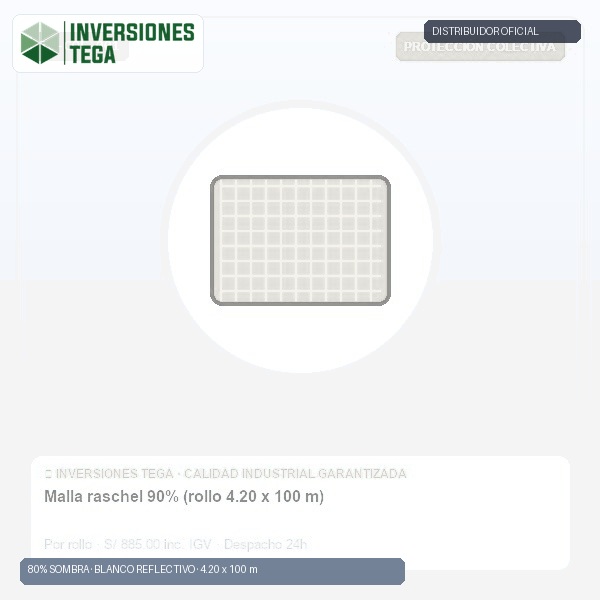 INVERSIONES
TEGA
DISTRIBUIDOR OFICIAL
PROTECCIÓN COLECTIVA
INVERSIONES TEGA · CALIDAD INDUSTRIAL GARANTIZADA
Malla raschel 90% (rollo 4.20 x 100 m)
Por rollo · S/ 885.00 Inc. IGV · Despacho 24h
80% SOMBRA · BLANCO REFLECTIVO · 4.20 x 100 m